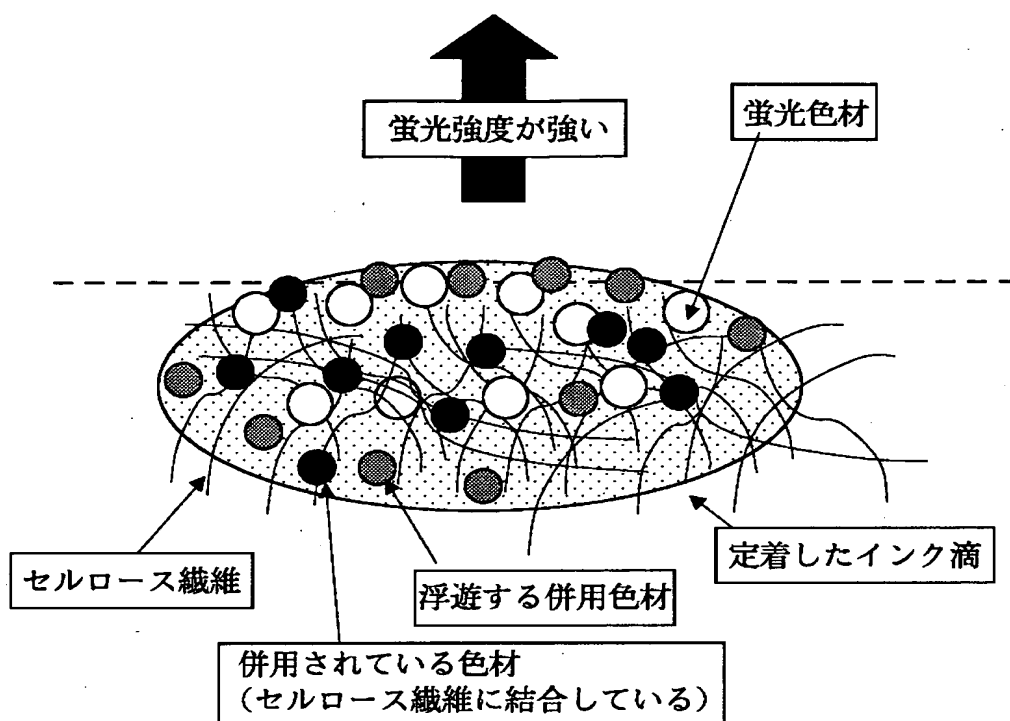 蛍光強度が強い
蛍光色材
セルロース繊維
定着したインク滴
浮遊する併用色材
併用されている色材
（セルロース繊維に結合している）